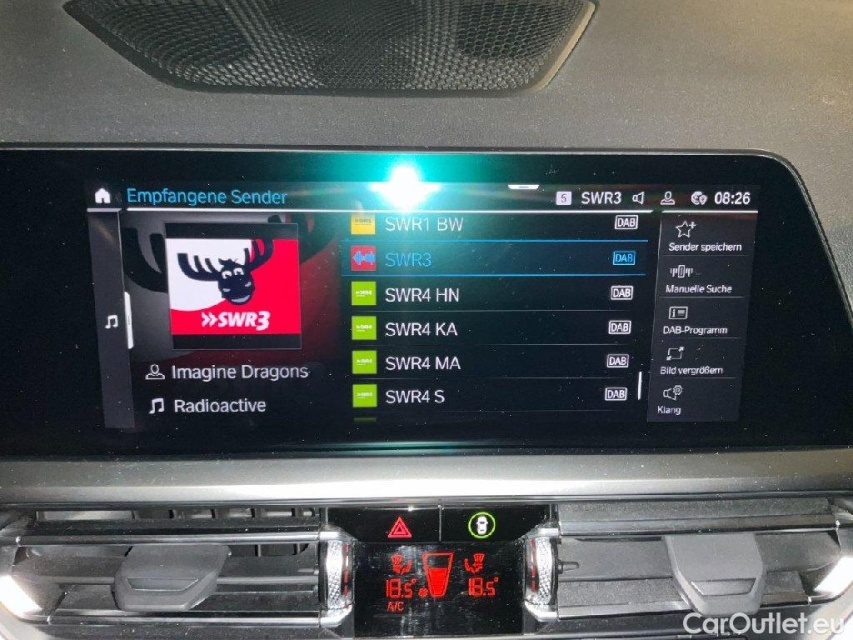 Empfangene Sender
5 SWR3 08:26
SWR1 BW DAB
SWR3 DAB
SWR4 HN DAB
SWR4 KA DAB
SWR4 MA DAB
SWR4 S DAB
SWR3
Imagine Dragons
Radioactive
Sender speichern
Manuelle Suche
DAB-Programm
Bild vergrößern
Klang
18.5° 18.5°
A/C
CarOutlet.eu